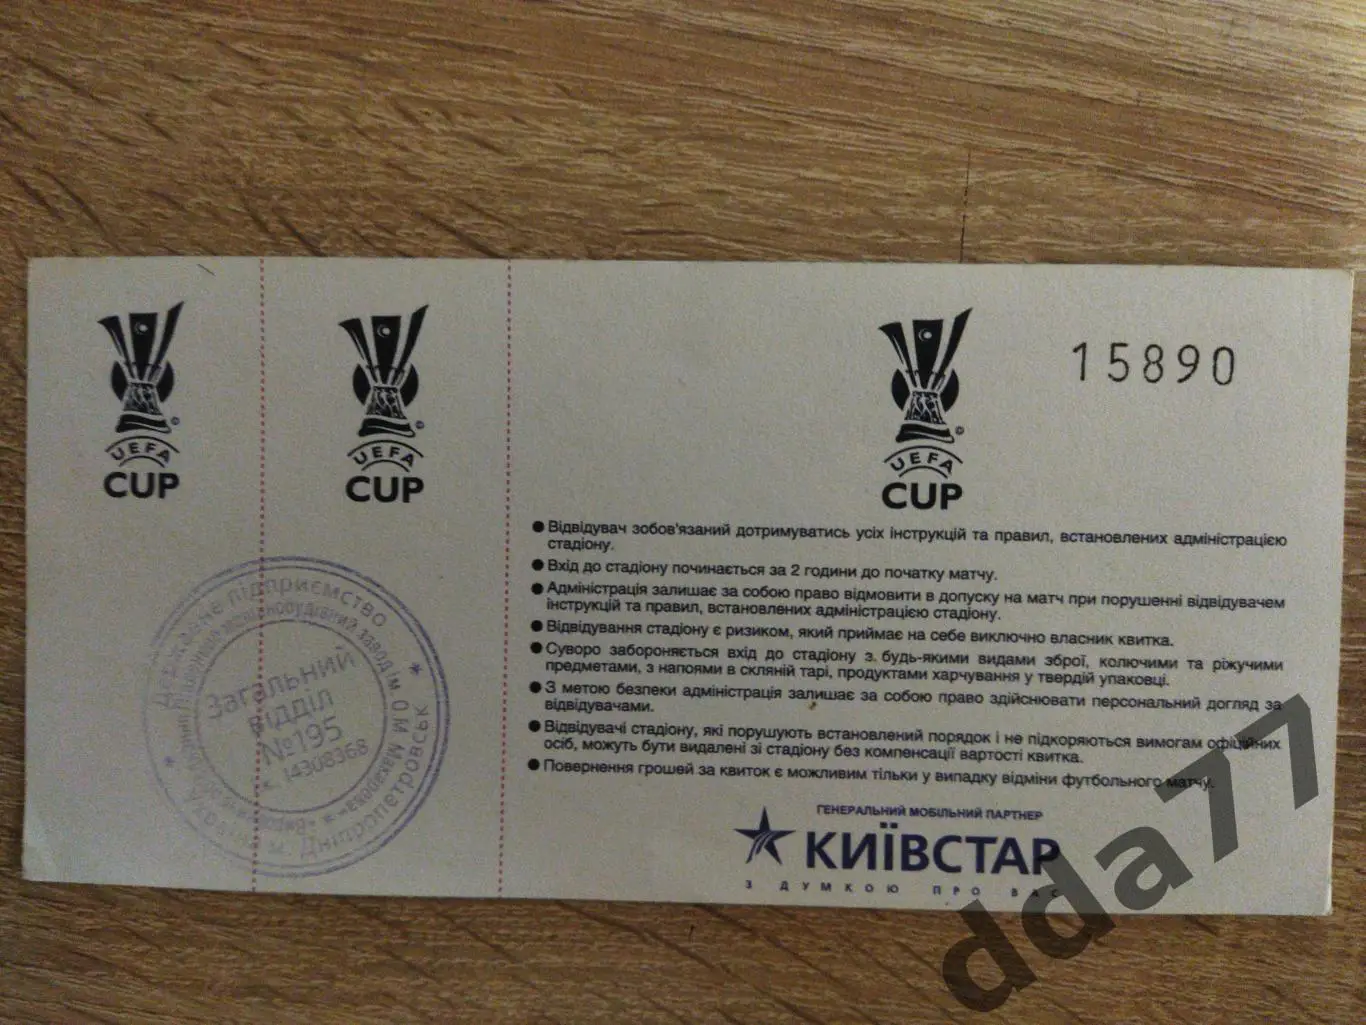 UEFA
CUP
UEFA
CUP
UEFA
CUP
15890
● Відвідувач зобов'язаний дотримуватись усіх інструкцій та правил, встановлених адміністрацією
стадіону.
● Вхід до стадіону починається за 2 години до початку матчу.
● Адміністрація залишає за собою право відмовити в допуску на матч при порушенні відвідувачем
інструкцій та правил, встановлених адміністрацією стадіону.
● Відвідування стадіону є ризиком, який приймає на себе виключно власник квитка.
● Суворо забороняється вхід до стадіону з будь-якими видами зброї, колючими та ріжучими
предметами, з напоями в скляній тарі, продуктами харчування у твердій упаковці.
● З метою безпеки адміністрація залишає за собою право здійснювати персональний догляд за
відвідувачами.
● Відвідувачі стадіону, які порушують встановлений порядок і не підкоряються вимогам офіційних
осіб, можуть бути видалені зі стадіону без компенсації вартості квитка.
● Повернення грошей за квиток є можливим тільки у випадку відміни футбольного матчу.
ГЕНЕРАЛЬНИЙ МОБІЛЬНИЙ ПАРТНЕР
КИЇВСТАР
З ДУМКОЮ ПРО ВАС
Державне підприємство
Загальний
відділ
№195
к. 14308368
м. Дніпропетровськ
dda77